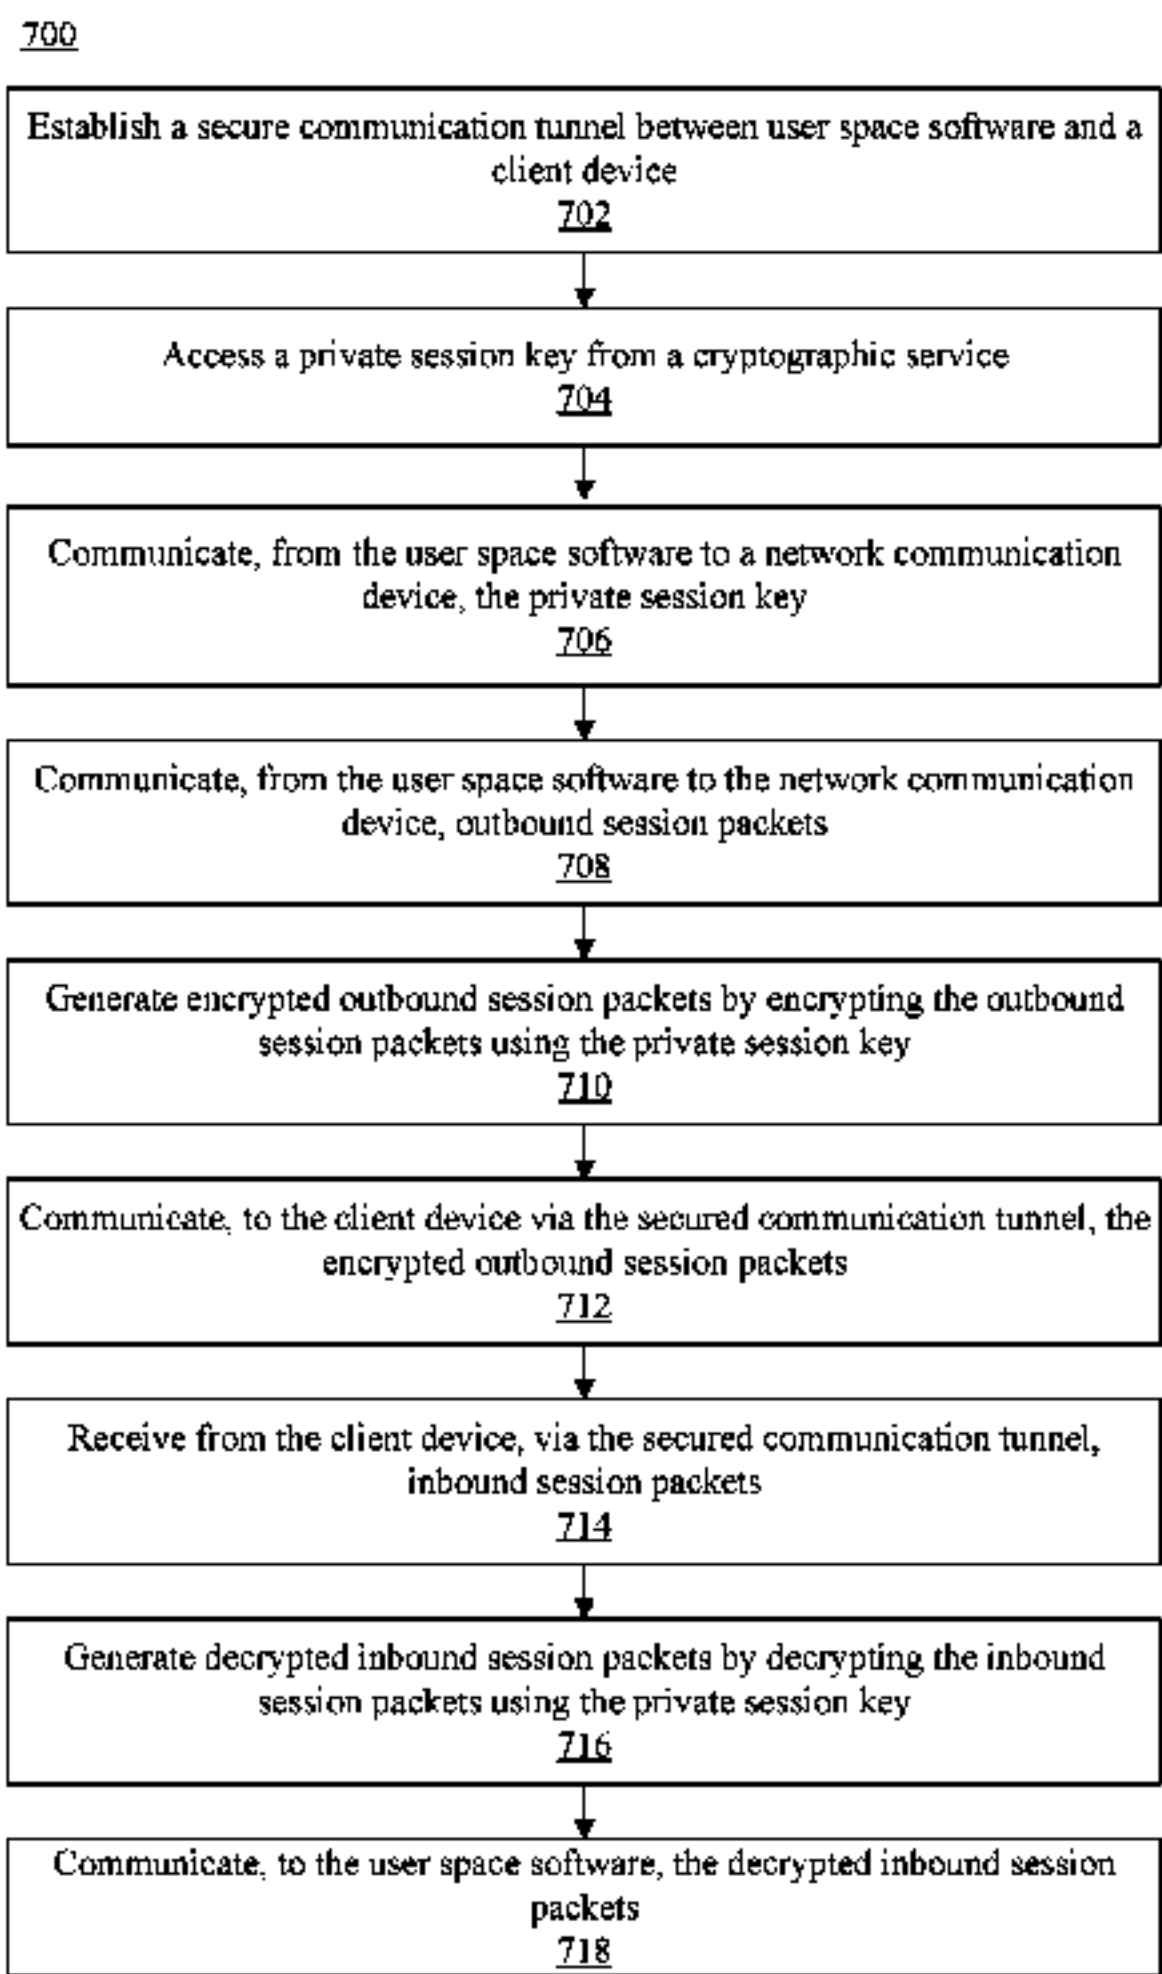 700
Establish a secure communication tunnel between user space software and a
client device
702
Access a private session key from a cryptographic service
704
Communicate, from the user space software to a network communication
device, the private session key
706
Communicate, from the user space software to the network communication
device, outbound session packets
708
Generate encrypted outbound session packets by encrypting the outbound
session packets using the private session key
710
Communicate, to the client device via the secured communication tunnel, the
encrypted outbound session packets
712
Receive from the client device, via the secured communication tunnel,
inbound session packets
714
Generate decrypted inbound session packets by decrypting the inbound
session packets using the private session key
716
Communicate, to the user space software, the decrypted inbound session
packets
718